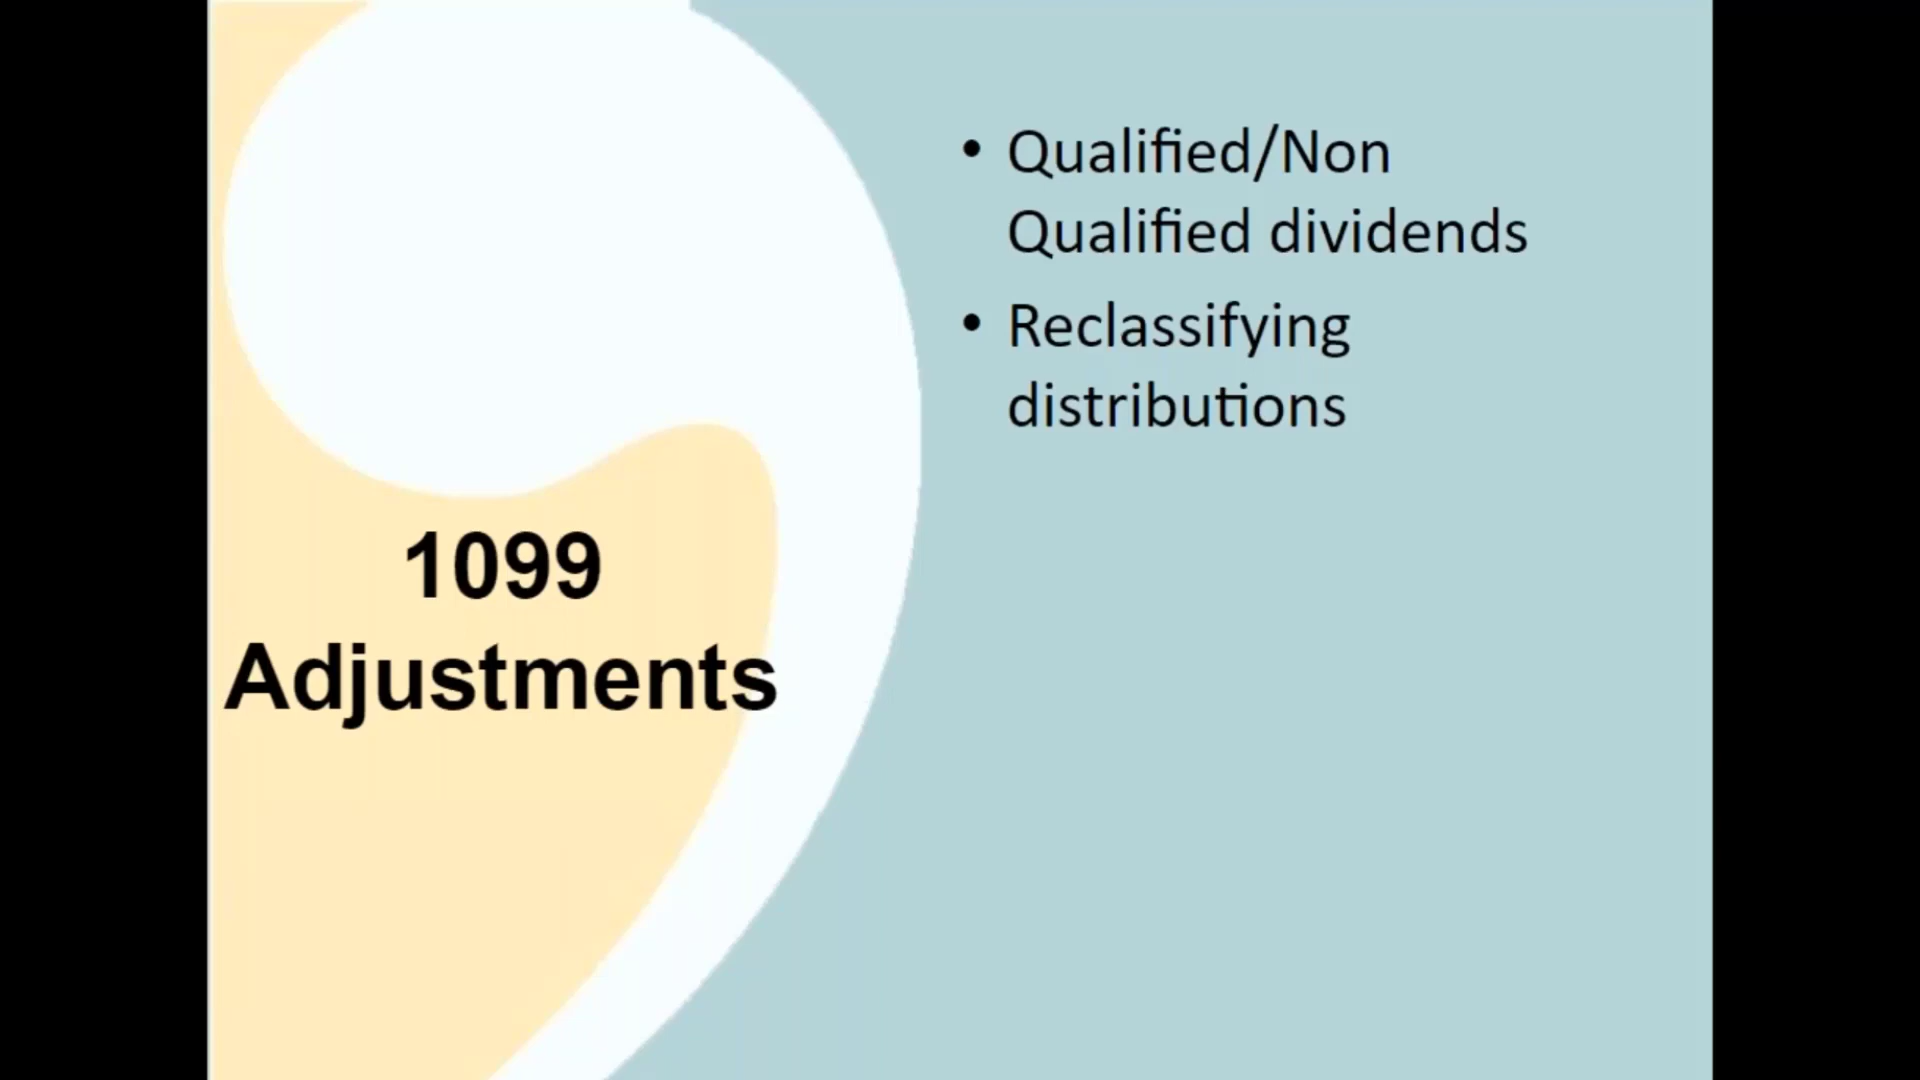 1099
Adjustments
• Qualified/Non
Qualified dividends
• Reclassifying
distributions